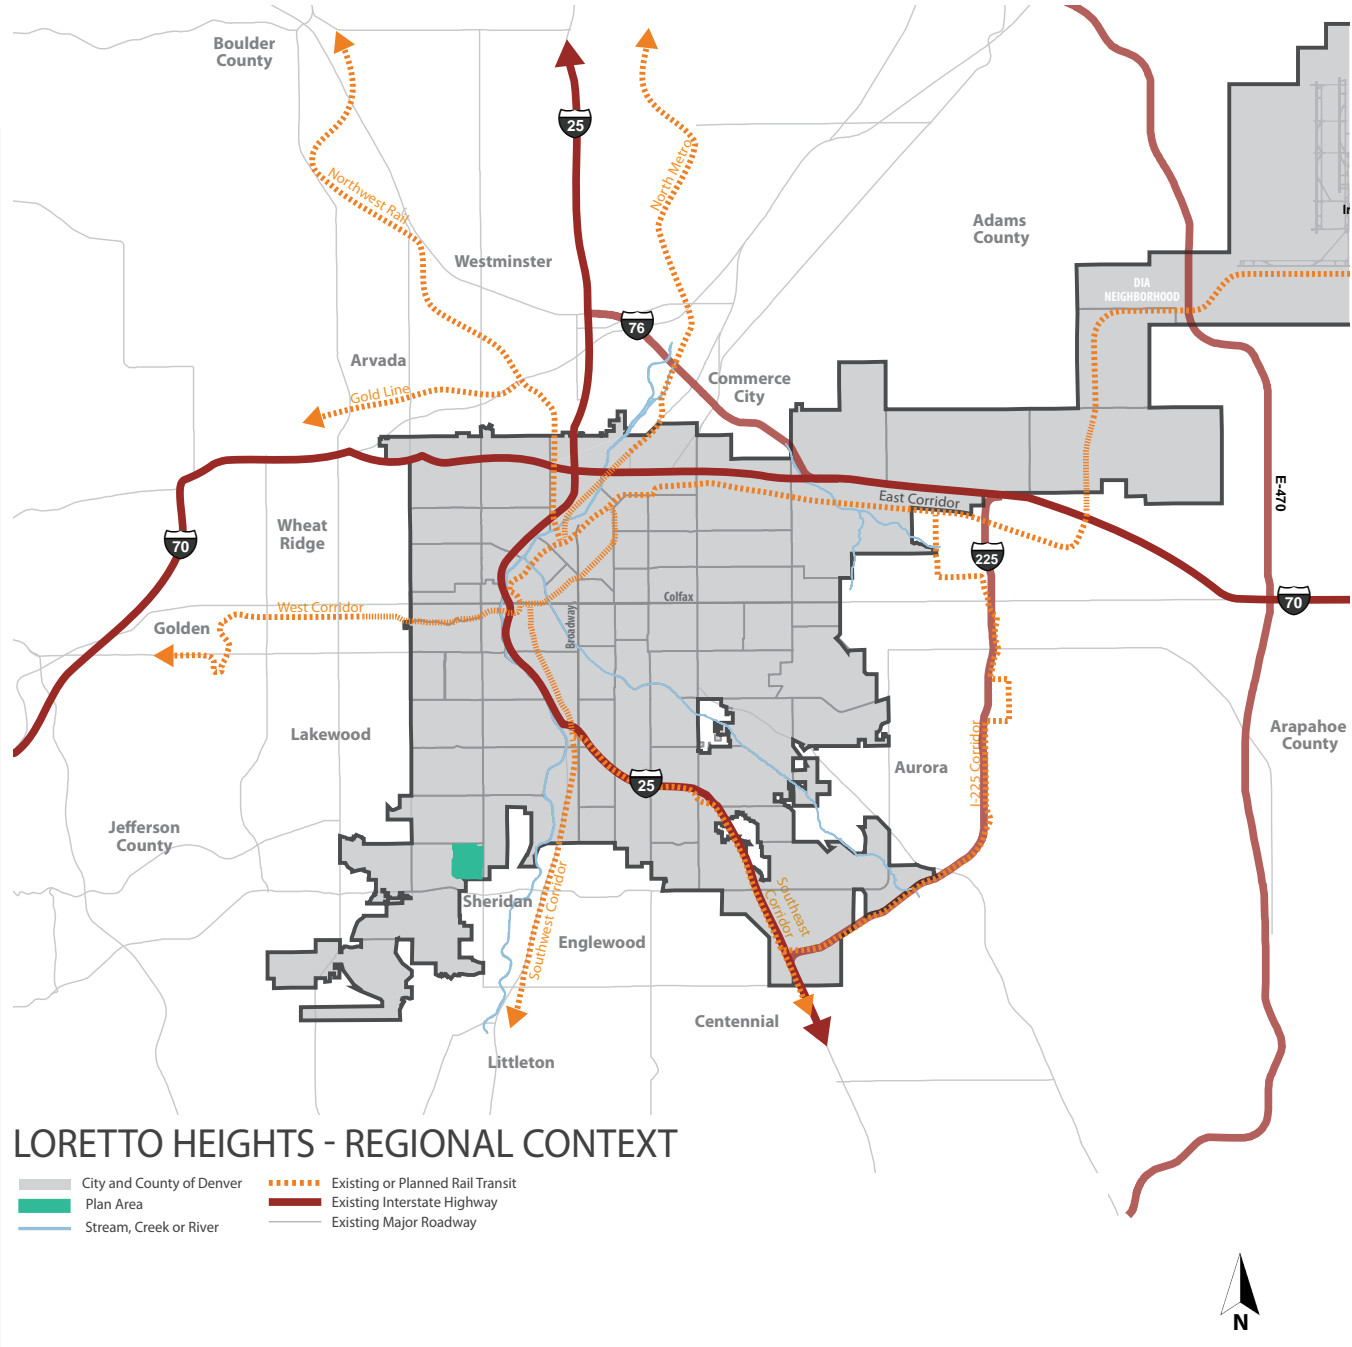 Boulder
County
25
Northwest Rail
North Metro
Adams
County
Westminster
DIA
NEIGHBORHOOD
76
Arvada
Gold Line
Commerce
City
East Corridor
E-470
Wheat
Ridge
70
225
70
West Corridor
Golden
Colfax
Broadway
Lakewood
Arapahoe
County
Aurora
I-225 Corridor
25
Jefferson
County
Sheridan
Southwest Corridor
Southeast
Corridor
Englewood
Centennial
Littleton
LORETTO HEIGHTS - REGIONAL CONTEXT
City and County of Denver
Plan Area
Stream, Creek or River
Existing or Planned Rail Transit
Existing Interstate Highway
Existing Major Roadway
N